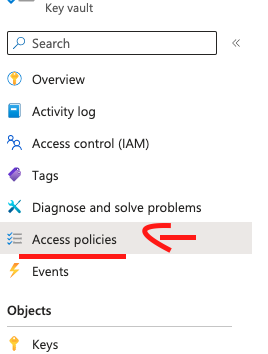 Key vault
Search
Overview
Activity log
Access control (IAM)
Tags
Diagnose and solve problems
Access policies
Events
Objects
Keys